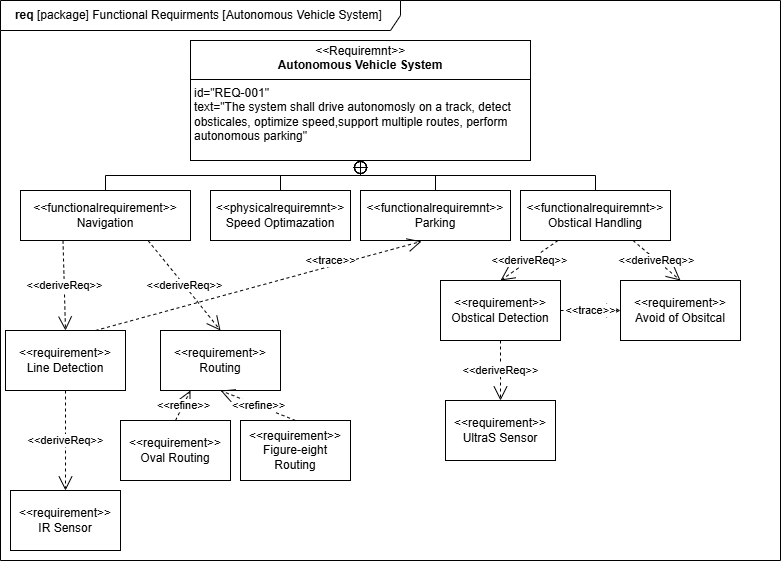 req [package] Functional Requirments [Autonomous Vehicle System]
<<Requiremnt>>
Autonomous Vehicle System
id="REQ-001"
text="The system shall drive autonomosly on a track, detect
obsticales, optimize speed,support multiple routes, perform
autonomous parking"
<<functionalrequirement>>
Navigation
<<physicalrequiremnt>>
Speed Optimazation
<<functionalrequiremnt>>
Parking
<<functionalrequirement>>
Obstical Handling
<<trace>>
<<deriveReq>>
<<deriveReq>>
<<deriveReq>>
<<deriveReq>>
<<requirement>>
Obstical Detection
<<trace>>
<<requirement>>
Avoid of Obsitcal
<<requirement>>
Line Detection
<<requirement>>
Routing
<<deriveReq>>
<<refine>>
<<refine>>
<<requirement>>
UltraS Sensor
<<deriveReq>>
<<requirement>>
Oval Routing
<<requirement>>
Figure-eight
Routing
<<requirement>>
IR Sensor